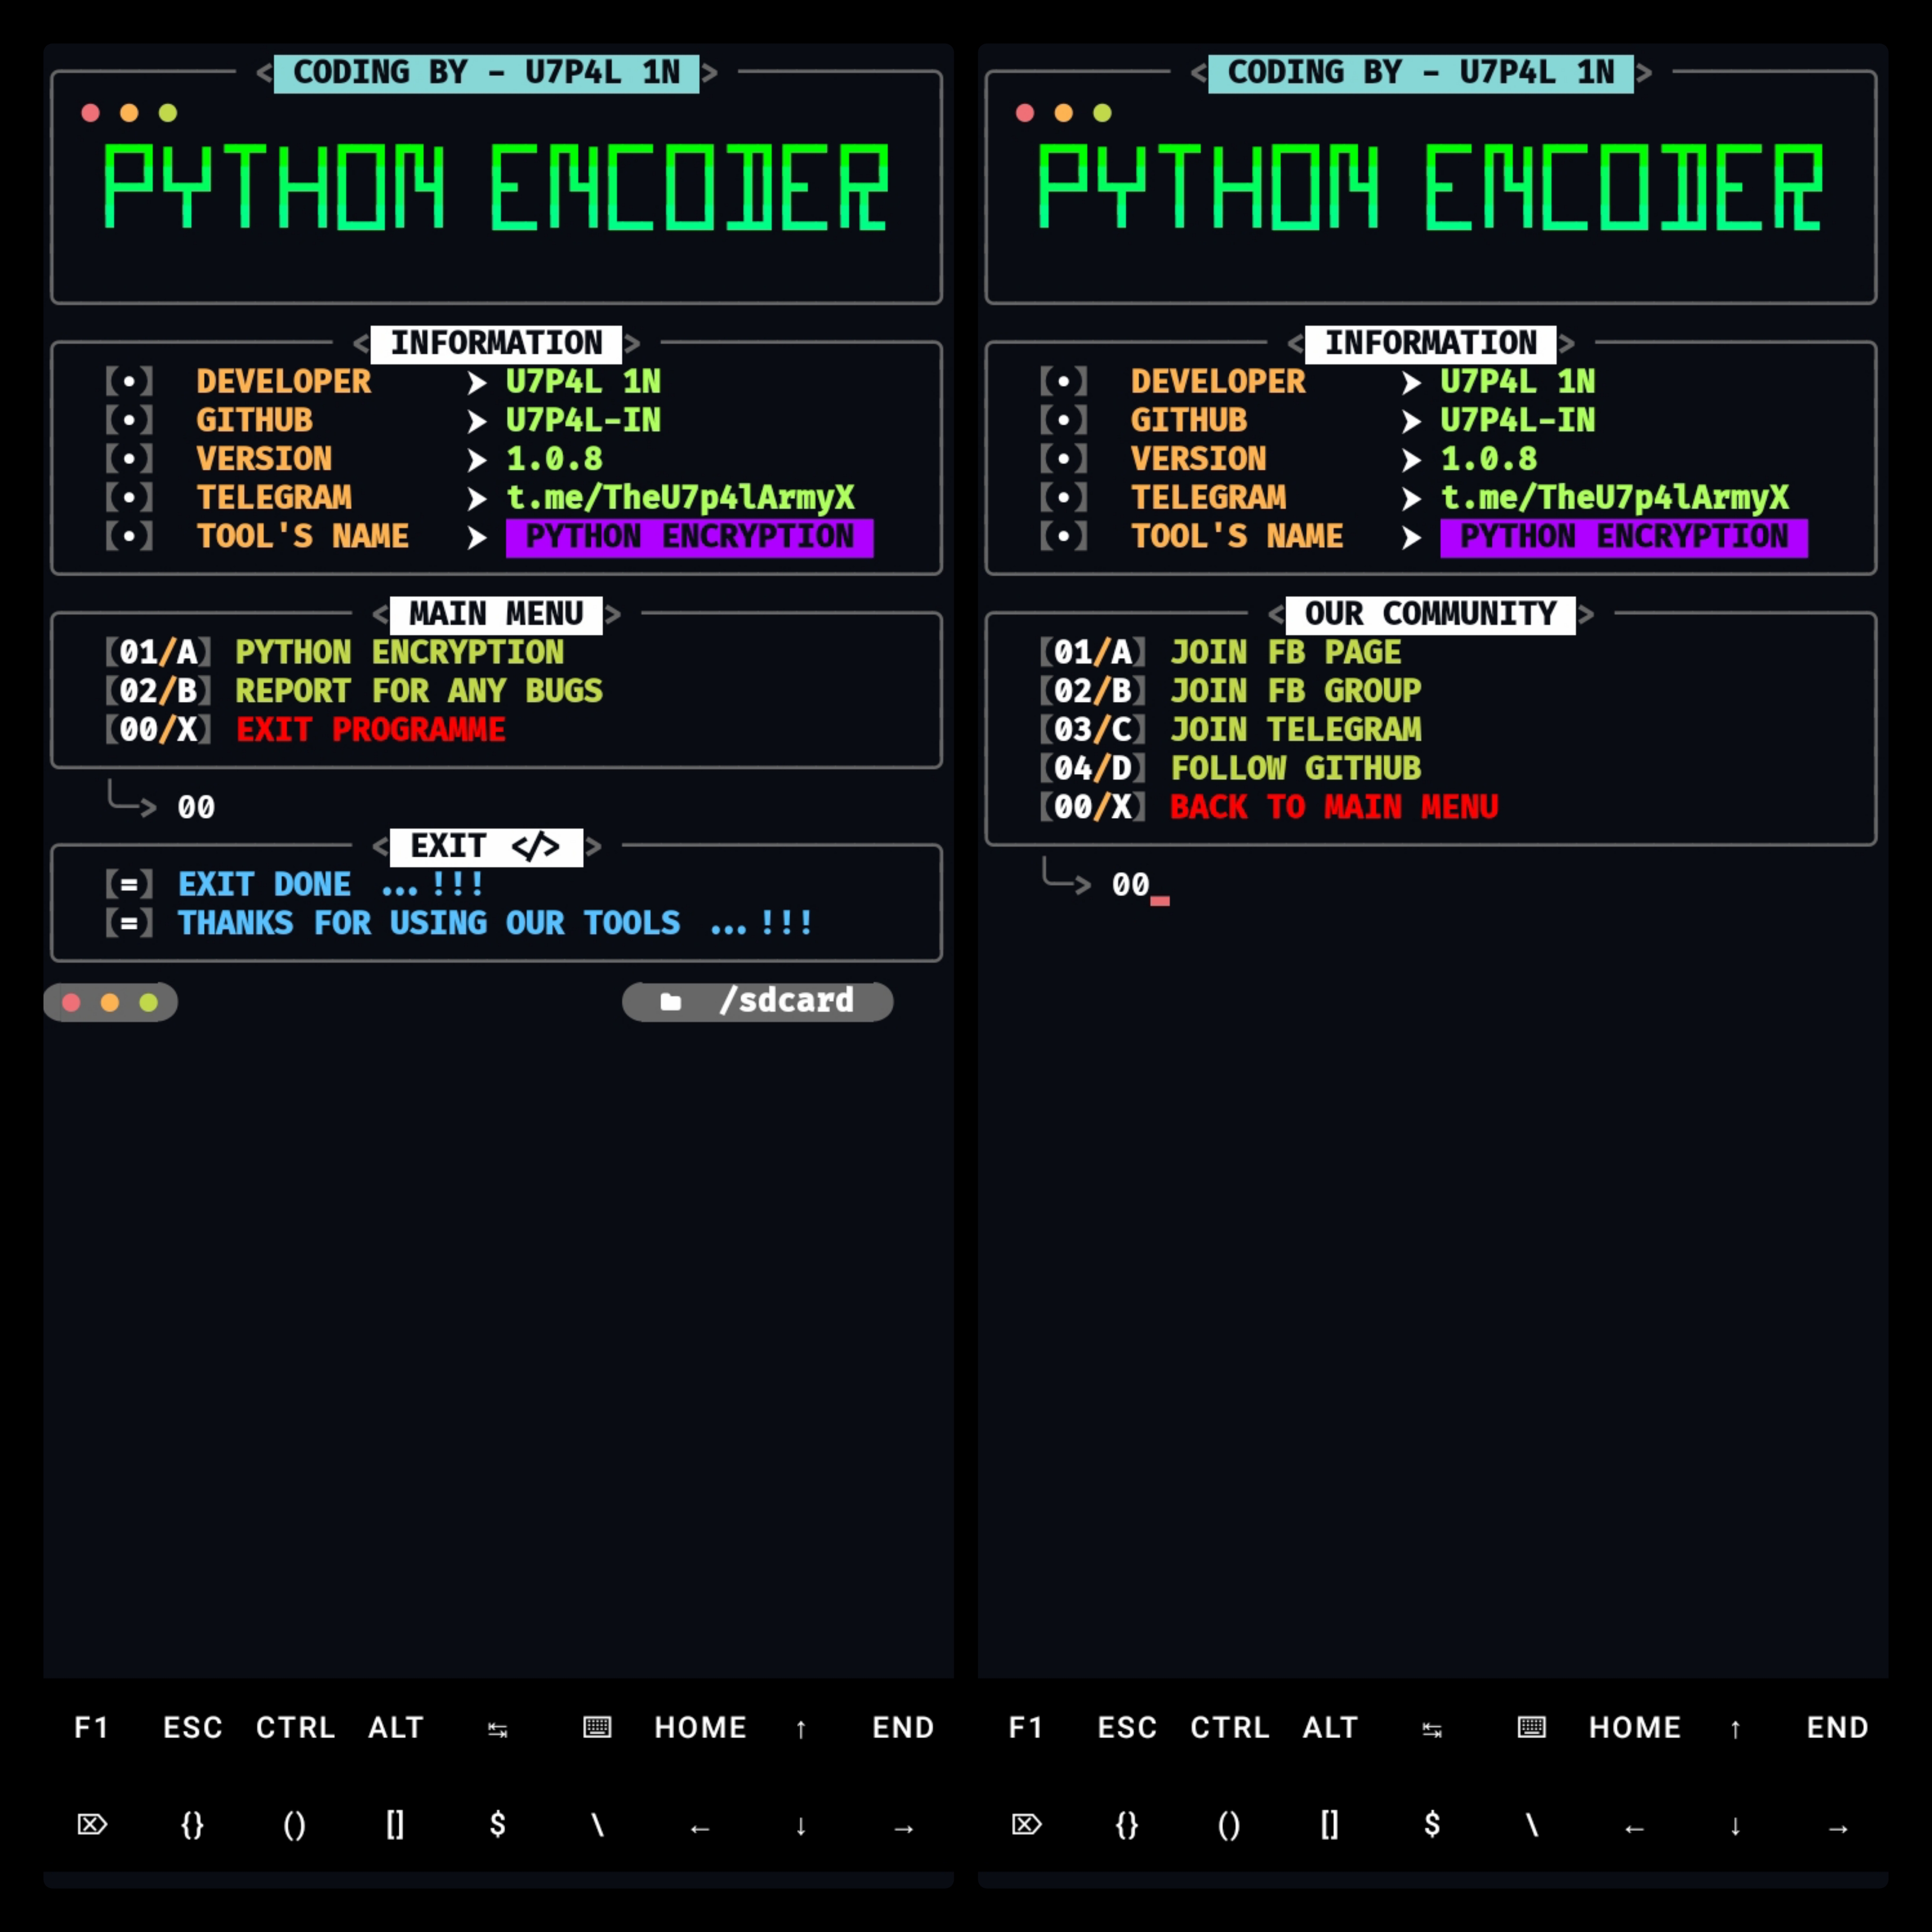 < CODING BY - U7P4L 1N >
PYTHON ENCODER
< INFORMATION >
[(•)] DEVELOPER ➤ U7P4L 1N
[(•)] GITHUB ➤ U7P4L-IN
[(•)] VERSION ➤ 1.0.8
[(•)] TELEGRAM ➤ t.me/TheU7p4lArmyX
[(•)] TOOL'S NAME ➤ PYTHON ENCRYPTION
< MAIN MENU >
[(01/A)] PYTHON ENCRYPTION
[(02/B)] REPORT FOR ANY BUGS
[(00/X)] EXIT PROGRAMME
╰─> 00
< EXIT </> >
[(=)] EXIT DONE ...!!!
[(=)] THANKS FOR USING OUR TOOLS ...!!!
/sdcard
F1 ESC CTRL ALT ↹ ⌨ HOME ↑ END
⌦ {} () [] $ \ ← ↓ →
< CODING BY - U7P4L 1N >
PYTHON ENCODER
< INFORMATION >
[(•)] DEVELOPER ➤ U7P4L 1N
[(•)] GITHUB ➤ U7P4L-IN
[(•)] VERSION ➤ 1.0.8
[(•)] TELEGRAM ➤ t.me/TheU7p4lArmyX
[(•)] TOOL'S NAME ➤ PYTHON ENCRYPTION
< OUR COMMUNITY >
[(01/A)] JOIN FB PAGE
[(02/B)] JOIN FB GROUP
[(03/C)] JOIN TELEGRAM
[(04/D)] FOLLOW GITHUB
[(00/X)] BACK TO MAIN MENU
╰─> 00_
F1 ESC CTRL ALT ↹ ⌨ HOME ↑ END
⌦ {} () [] $ \ ← ↓ →